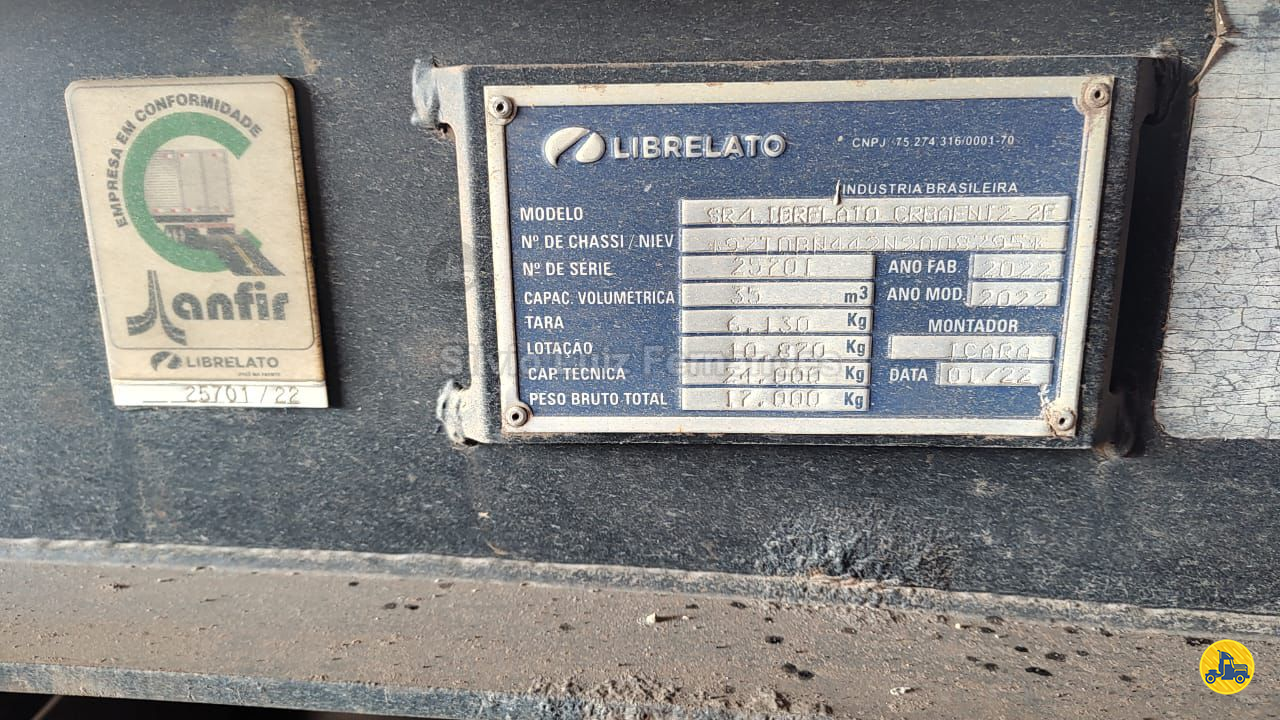 EMPRESA EM CONFORMIDADE
anfir
LIBRELATO
25701/22
LIBRELATO
CNPJ 75.274.316/0001-70
INDÚSTRIA BRASILEIRA
MODELO SR/LIBRELATO
Nº DE CHASSI / NIEV
Nº DE SÉRIE 25701 ANO FAB. 2022
CAPAC. VOLUMÉTRICA 35 m³ ANO MOD. 2022
TARA 6.130 Kg MONTADOR
LOTAÇÃO 10.870 Kg ICARA
CAP. TÉCNICA 24.000 Kg DATA 01/22
PESO BRUTO TOTAL 17.000 Kg